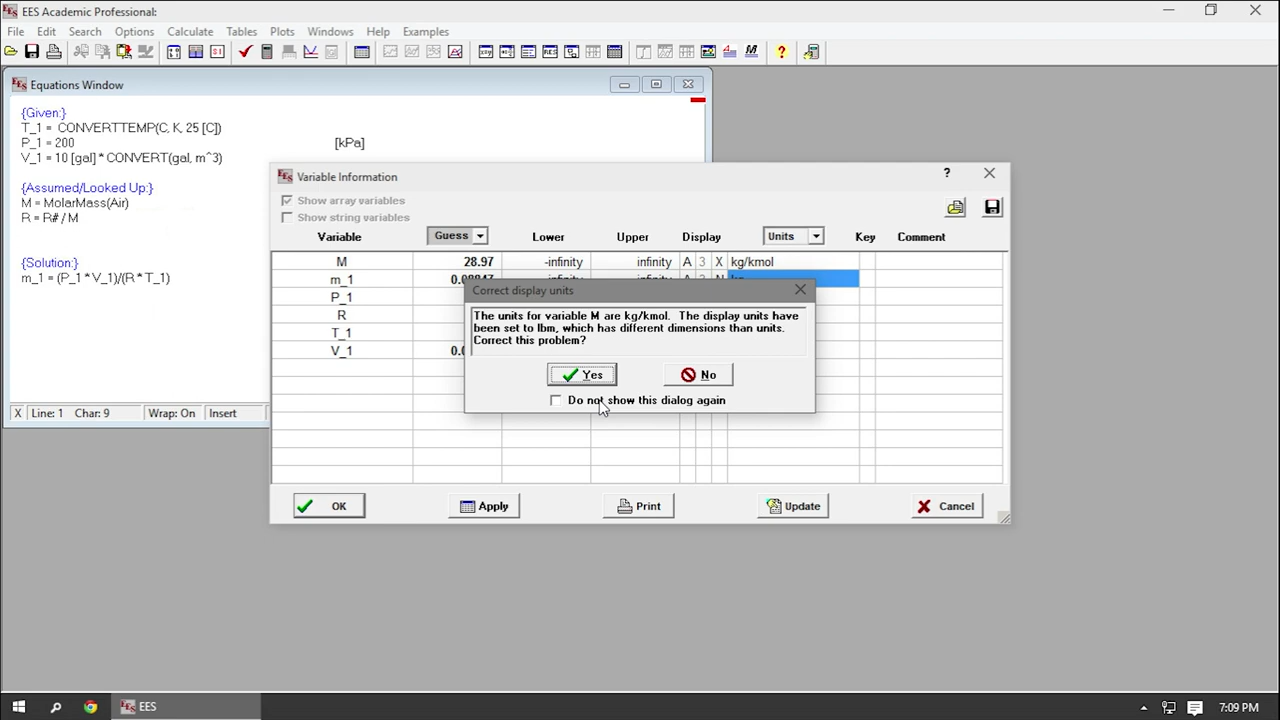 EES Academic Professional:
File Edit Search Options Calculate Tables Plots Windows Help Examples
Equations Window
{Given:}
T_1 = CONVERTTEMP(C, K, 25 [C])
P_1 = 200 [kPa]
V_1 = 10 [gal] * CONVERT(gal, m^3)
{Assumed/Looked Up:}
M = MolarMass(Air)
R = R# / M
{Solution:}
m_1 = (P_1 * V_1)/(R * T_1)
X Line: 1 Char: 9 Wrap: On Insert
Variable Information
?
Show array variables
Show string variables
Variable Guess Lower Upper Display Units Key Comment
M 28.97 -infinity infinity A 3 X kg/kmol
m_1
P_1
R
T_1
V_1
Correct display units
The units for variable M are kg/kmol. The display units have
been set to lbm, which has different dimensions than units.
Correct this problem?
Yes No
Do not show this dialog again
OK Apply Print Update Cancel
EES 7:09 PM